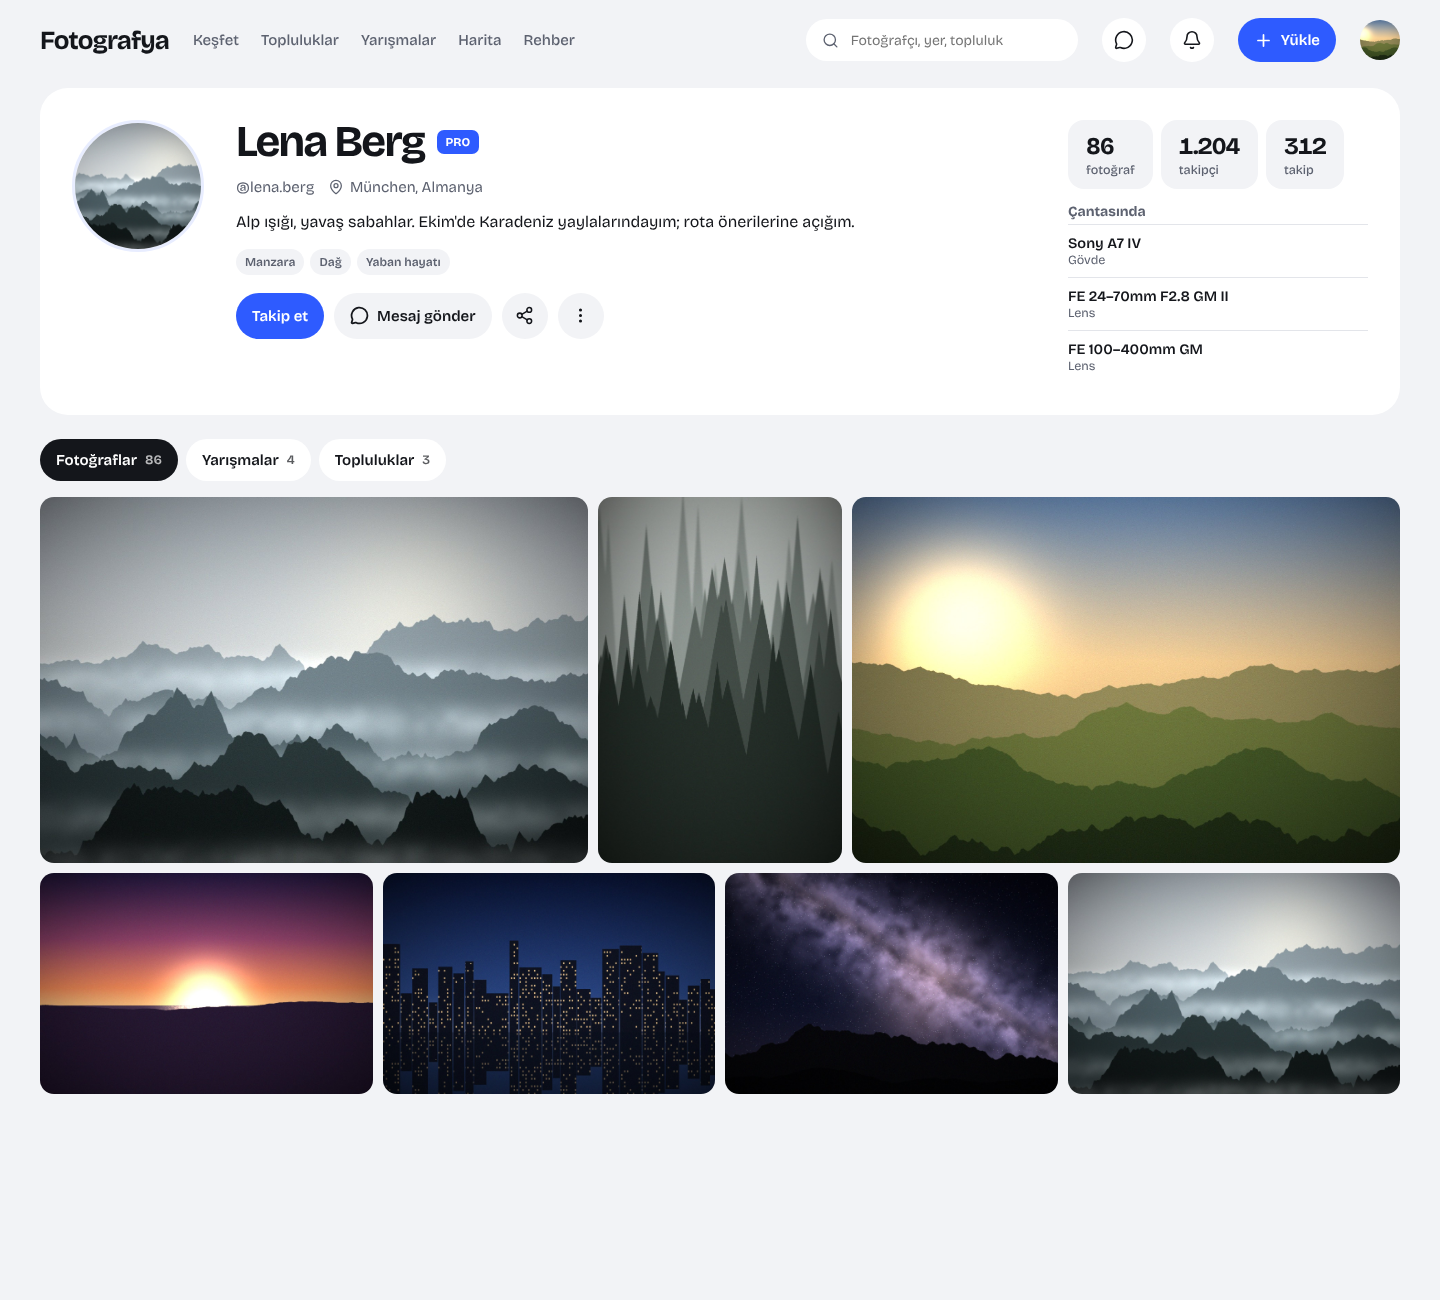 Fotografya
Keşfet
Topluluklar
Yarışmalar
Harita
Rehber
Fotoğrafçı, yer, topluluk
Yükle
Lena Berg
PRO
@lena.berg
München, Almanya
Alp ışığı, yavaş sabahlar. Ekim'de Karadeniz yaylalarındayım; rota önerilerine açığım.
Manzara
Dağ
Yaban hayatı
Takip et
Mesaj gönder
86
fotoğraf
1.204
takipçi
312
takip
Çantasında
Sony A7 IV
Gövde
FE 24–70mm F2.8 GM II
Lens
FE 100–400mm GM
Lens
Fotoğraflar 86
Yarışmalar 4
Topluluklar 3